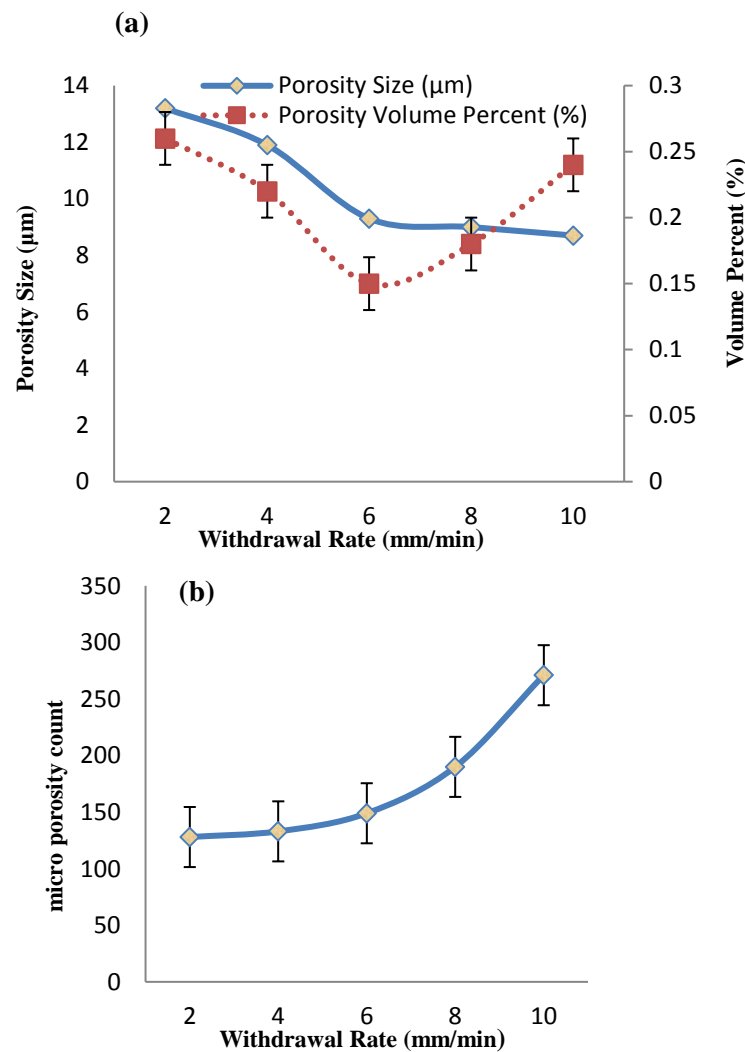 (a)
Porosity Size (µm)
Porosity Volume Percent (%)
14
12
10
8
6
4
2
0
Porosity Size (µm)
0.3
0.25
0.2
0.15
0.1
0.05
0
Volume Percent (%)
2 4 6 8 10
Withdrawal Rate (mm/min)
(b)
350
300
250
200
150
100
50
0
micro porosity count
2 4 6 8 10
Withdrawal Rate (mm/min)